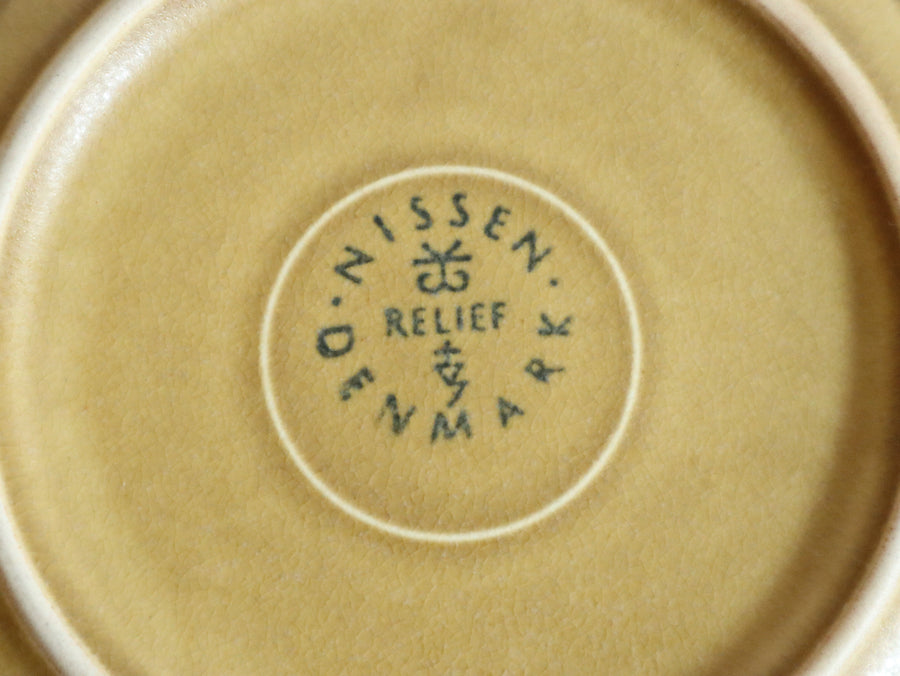 NISSEN
RELIEF
DENMARK